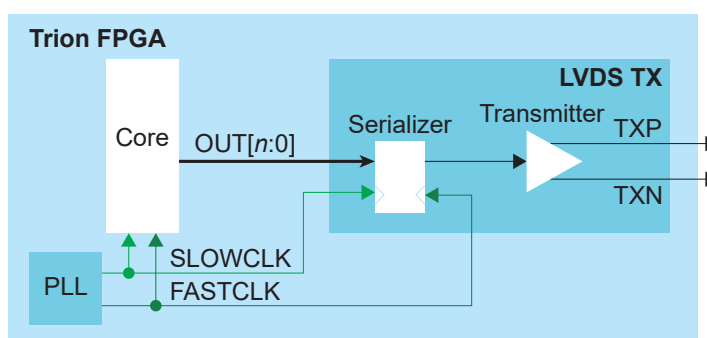 Trion FPGA
LVDS TX
Core
OUT[n:0]
Serializer
Transmitter
TXP
TXN
SLOWCLK
PLL
FASTCLK